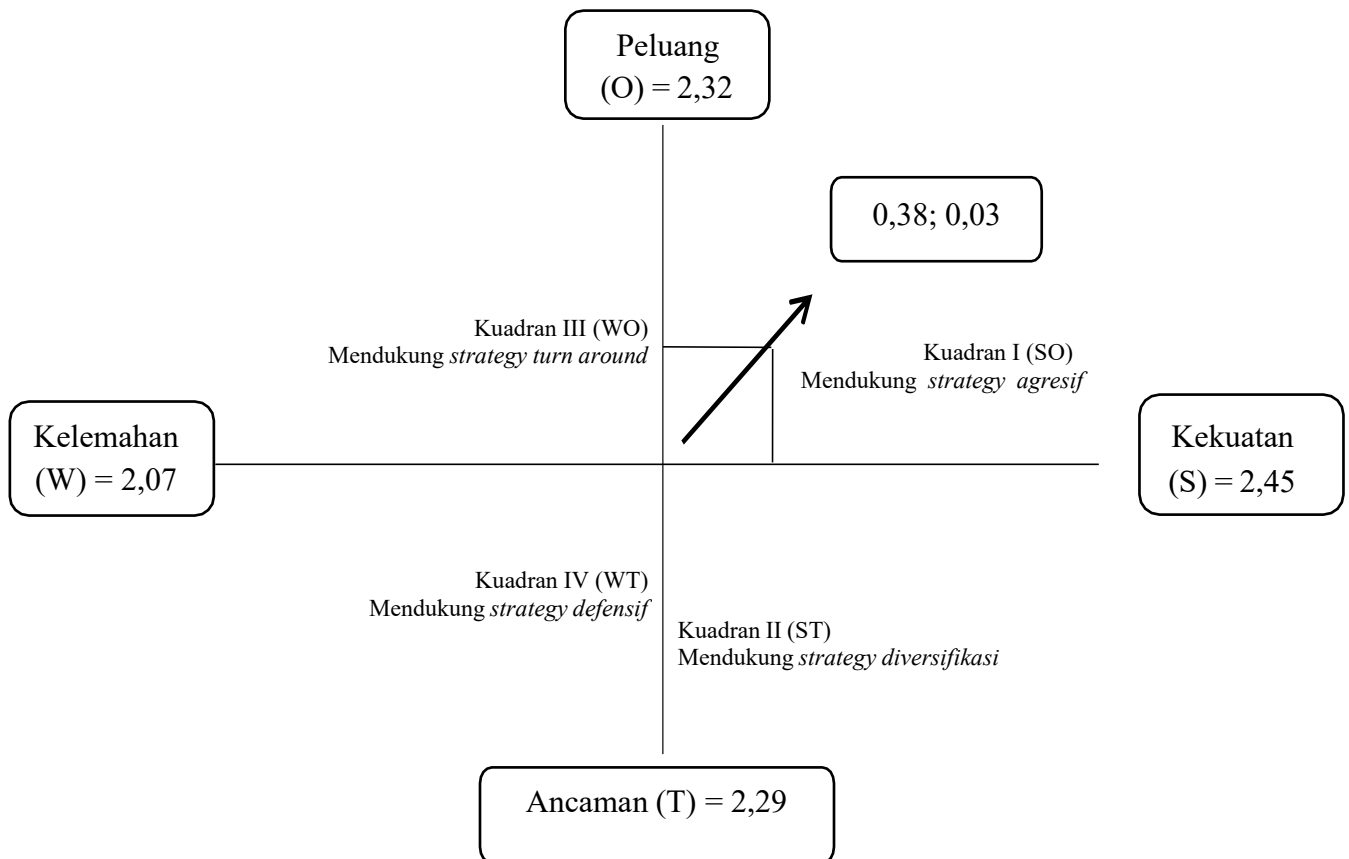 Peluang
(O) = 2,32
0,38; 0,03
Kuadran III (WO)
Mendukung strategy turn around
Kuadran I (SO)
Mendukung strategy agresif
Kelemahan
(W) = 2,07
Kekuatan
(S) = 2,45
Kuadran IV (WT)
Mendukung strategy defensif
Kuadran II (ST)
Mendukung strategy diversifikasi
Ancaman (T) = 2,29